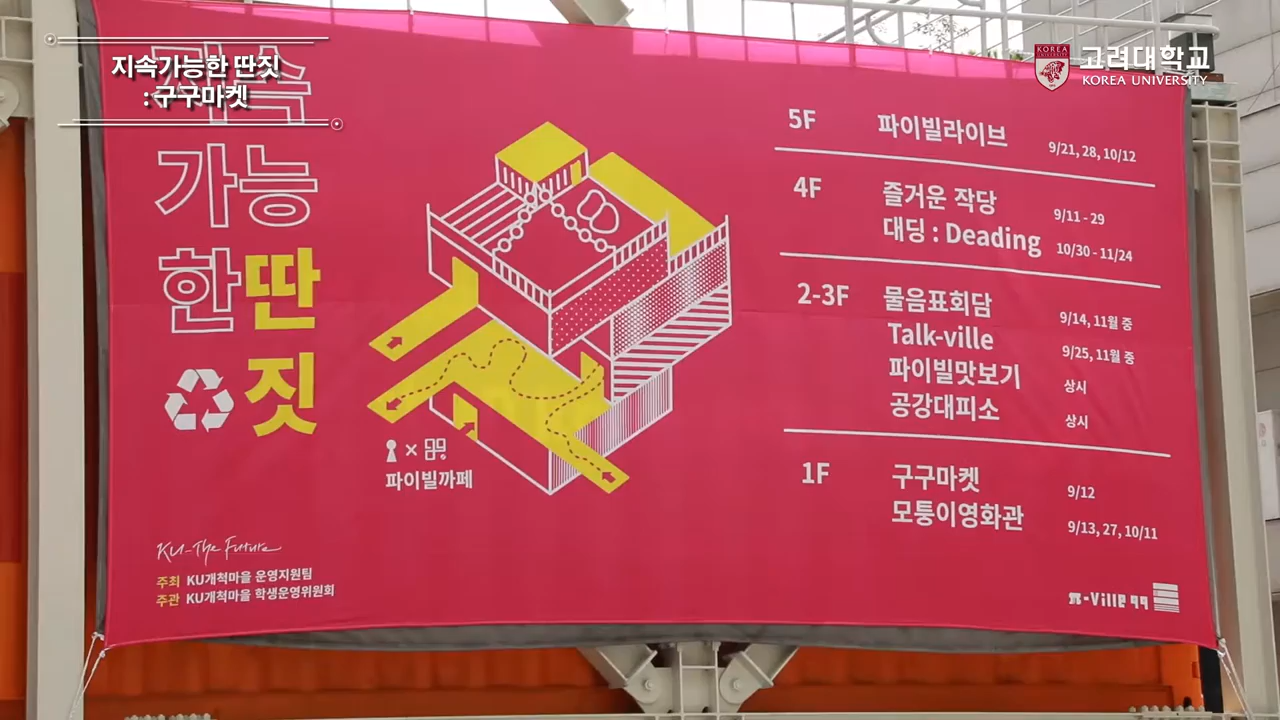 지속가능한 딴짓
: 구구마켓
KOREA
UNIVERSITY
고려대학교
KOREA UNIVERSITY
지속
가능
한딴
짓
파이빌까페
KU-The Future
주최 KU개척마을 운영지원팀
주관 KU개척마을 학생운영위원회
5F 파이빌라이브 9/21, 28, 10/12
4F 즐거운 작당 9/11 - 29
대딩 : Deading 10/30 - 11/24
2-3F 물음표회담 9/14, 11월 중
Talk-ville 9/25, 11월 중
파이빌맛보기 상시
공강대피소 상시
1F 구구마켓 9/12
모퉁이영화관 9/13, 27, 10/11
π-Ville 99